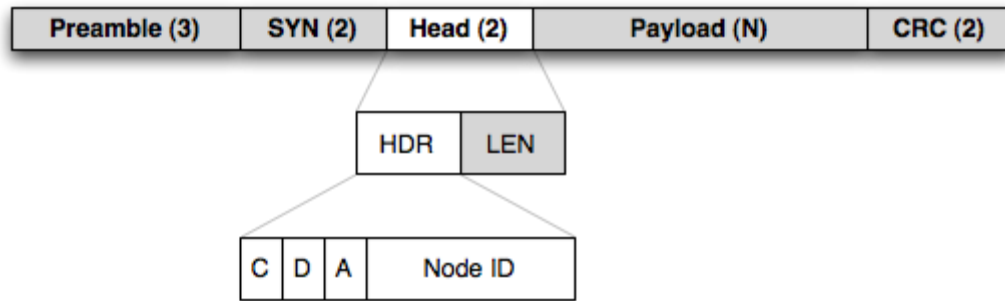 Preamble (3) SYN (2) Head (2) Payload (N) CRC (2)
HDR LEN
C D A Node ID